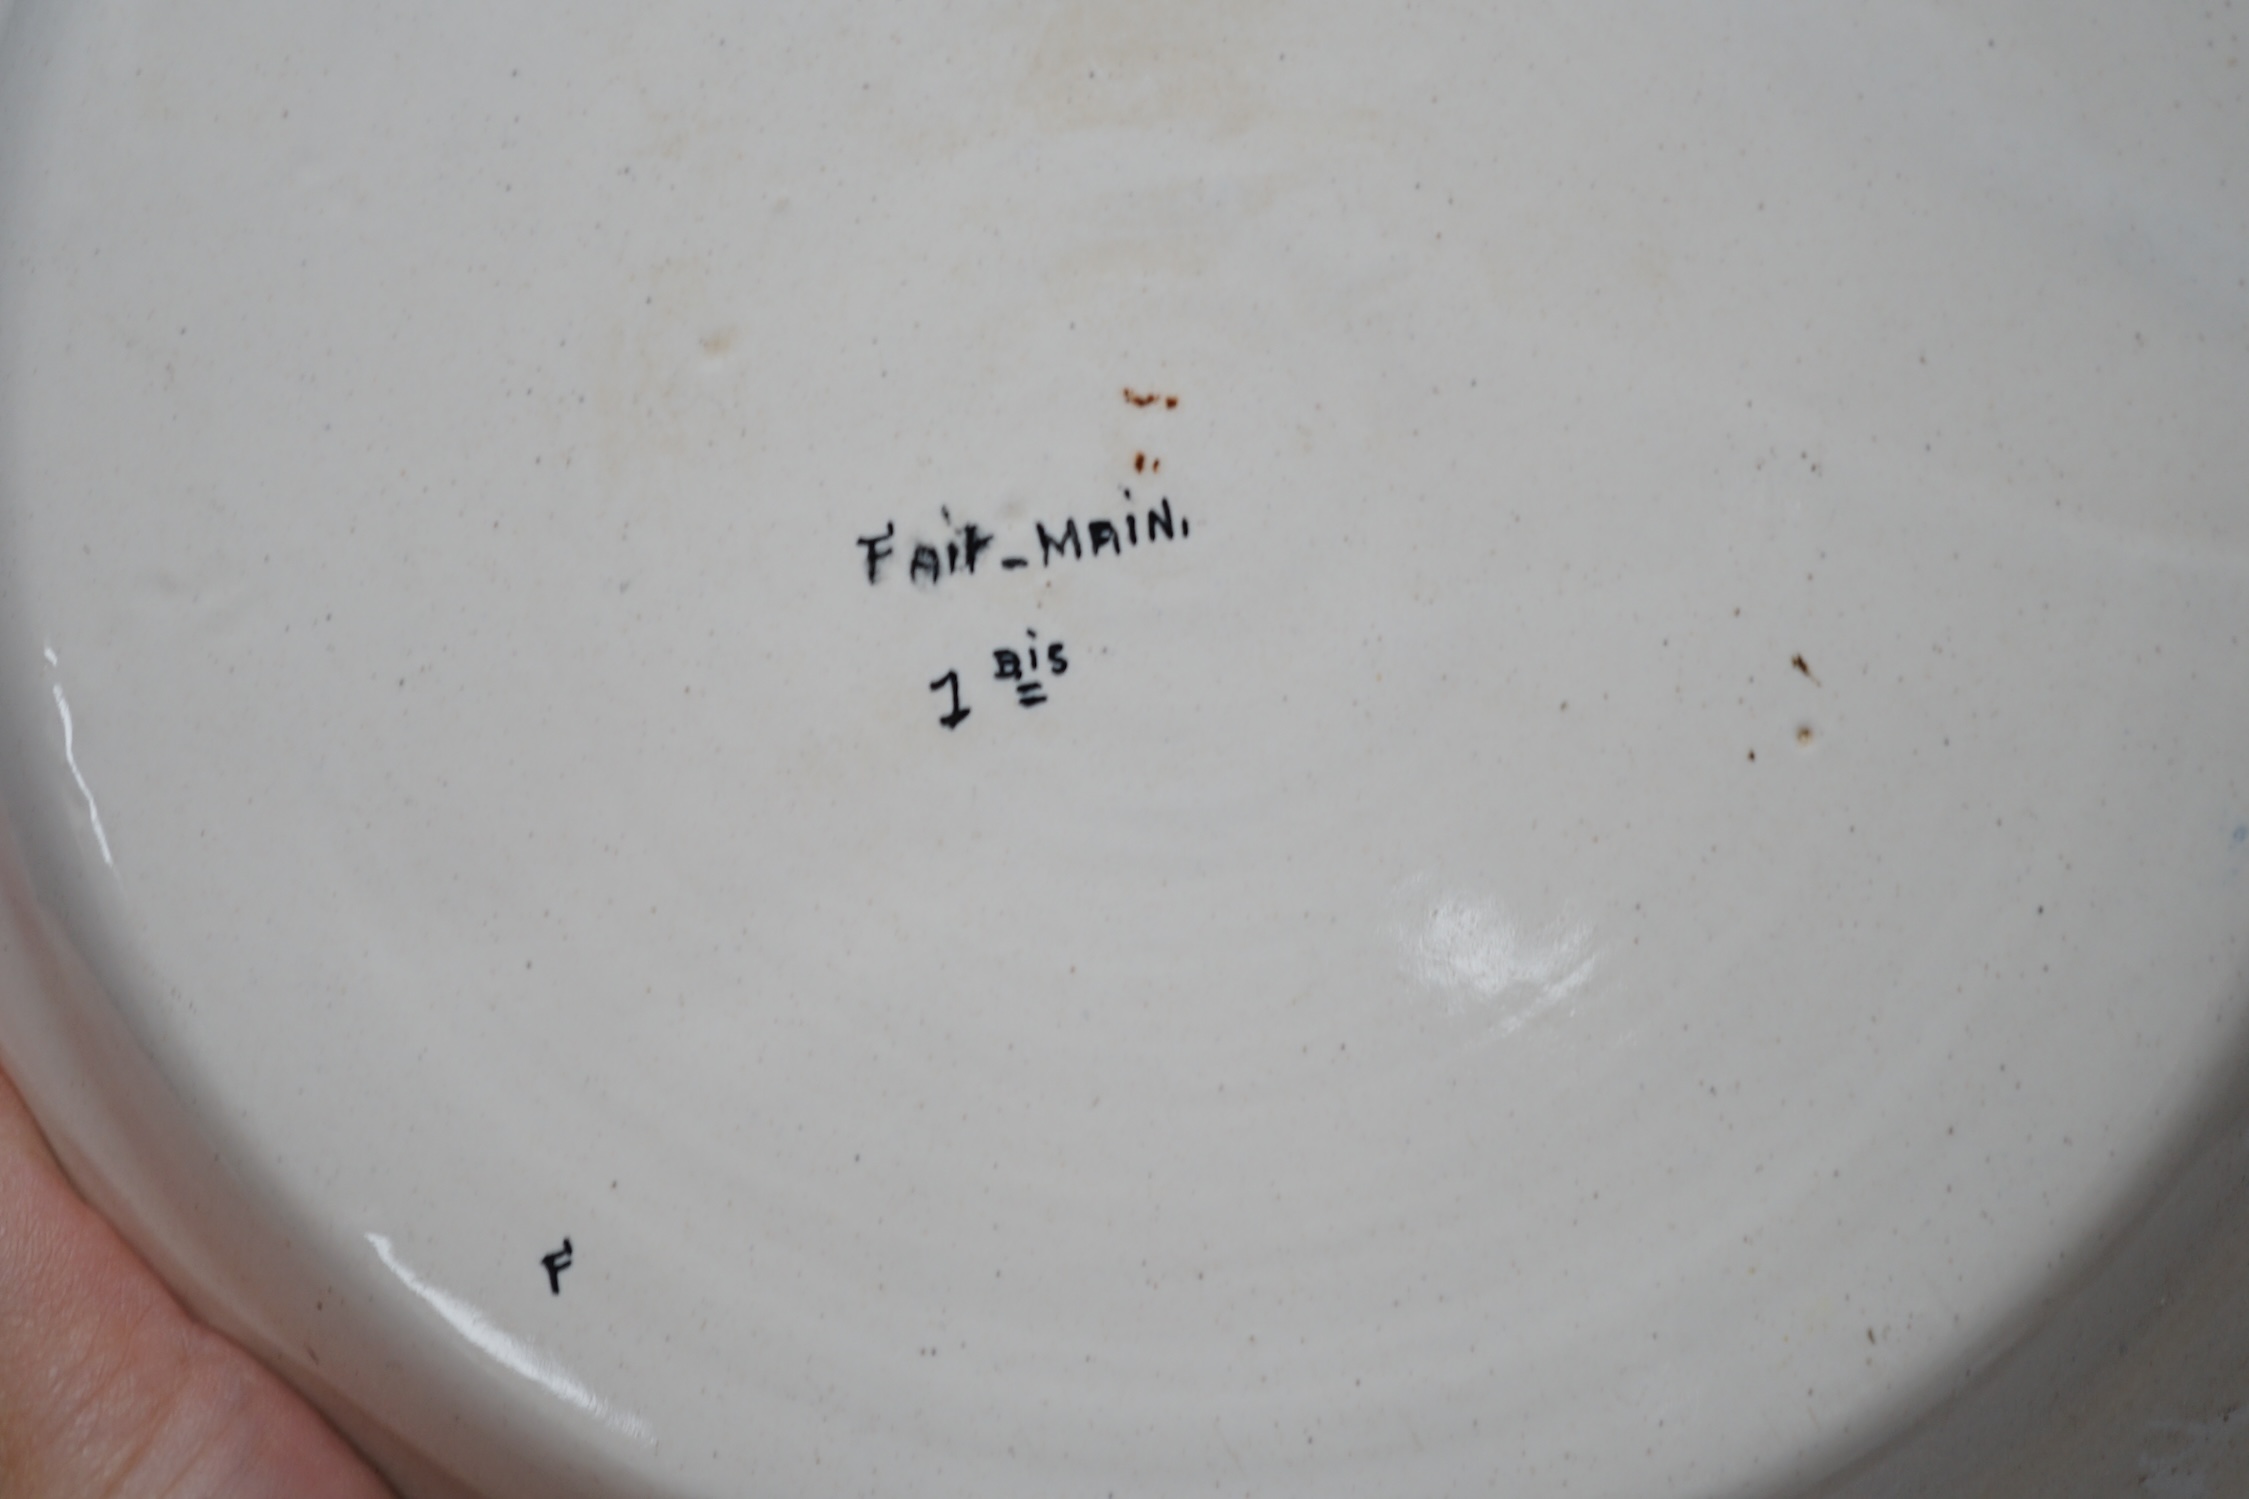 FAiT-MAiN.
1 Bis
F